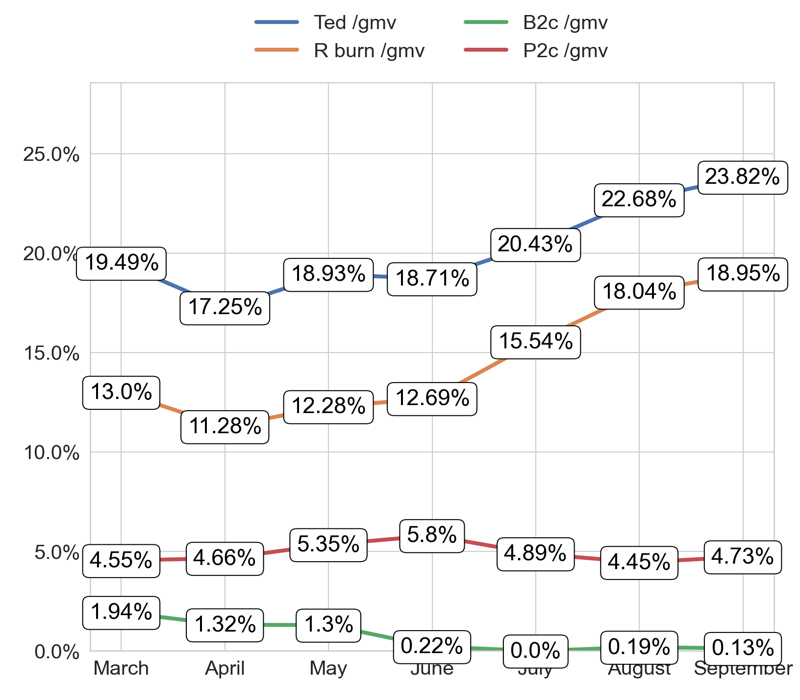 Ted /gmv B2c /gmv
R burn /gmv P2c /gmv
25.0%
23.82%
22.68%
20.43%
20.0% 19.49% 18.93% 18.71% 18.95%
17.25% 18.04%
15.0% 15.54%
13.0% 12.28% 12.69%
11.28%
10.0%
5.0% 4.55% 4.66% 5.35% 5.8% 4.89% 4.45% 4.73%
1.94% 1.32% 1.3%
0.0% 0.22% 0.0% 0.19% 0.13%
March April May June July August September